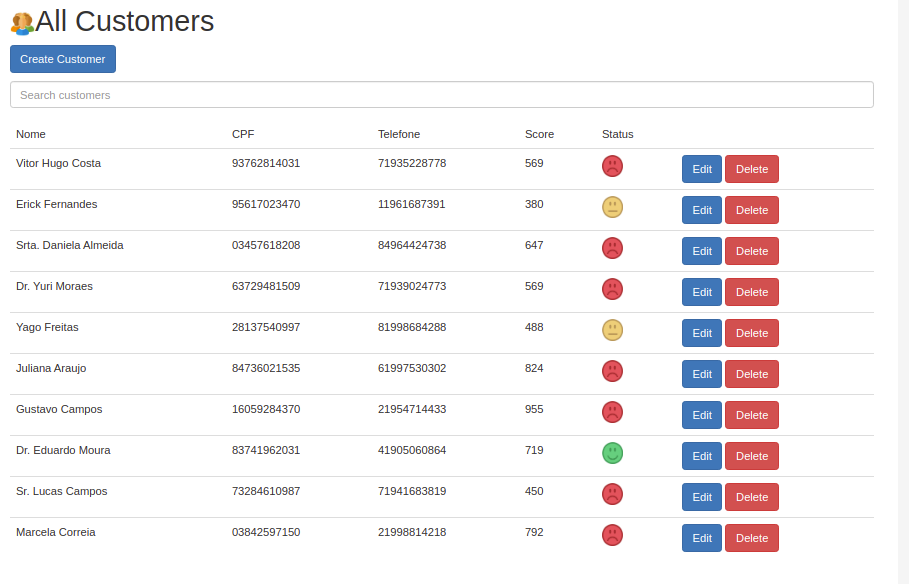 All Customers
Create Customer
Search customers
Nome CPF Telefone Score Status
Vitor Hugo Costa 93762814031 71935228778 569 Edit Delete
Erick Fernandes 95617023470 11961687391 380 Edit Delete
Srta. Daniela Almeida 03457618208 84964424738 647 Edit Delete
Dr. Yuri Moraes 63729481509 71939024773 569 Edit Delete
Yago Freitas 28137540997 81998684288 488 Edit Delete
Juliana Araujo 84736021535 61997530302 824 Edit Delete
Gustavo Campos 16059284370 21954714433 955 Edit Delete
Dr. Eduardo Moura 83741962031 41905060864 719 Edit Delete
Sr. Lucas Campos 73284610987 71941683819 450 Edit Delete
Marcela Correia 03842597150 21998814218 792 Edit Delete